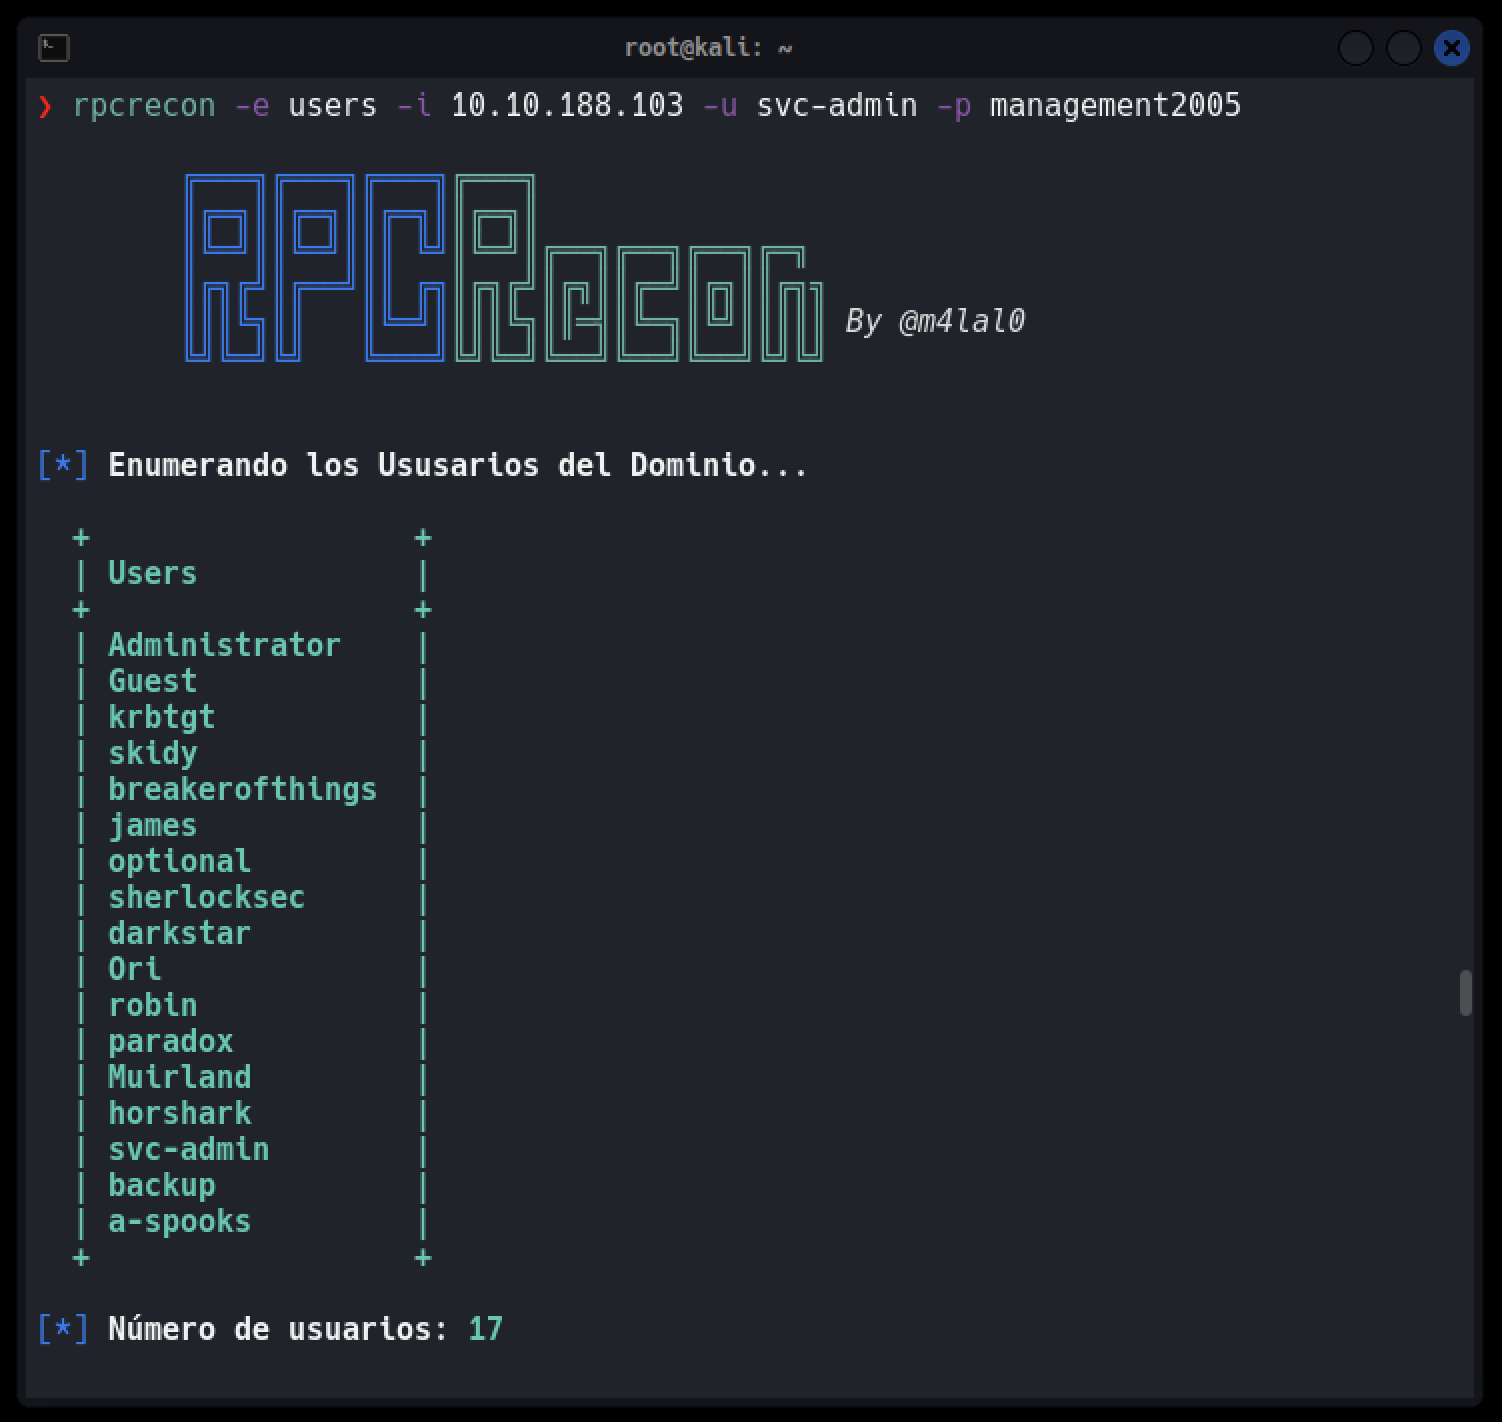 root@kali: ~
❯ rpcrecon -e users -i 10.10.188.103 -u svc-admin -p management2005
RPCRecon By @m4lal0
[*] Enumerando los Ususarios del Dominio...
+ +
| Users |
+ +
| Administrator |
| Guest |
| krbtgt |
| skidy |
| breakerofthings |
| james |
| optional |
| sherlocksec |
| darkstar |
| Ori |
| robin |
| paradox |
| Muirland |
| horshark |
| svc-admin |
| backup |
| a-spooks |
+ +
[*] Número de usuarios: 17